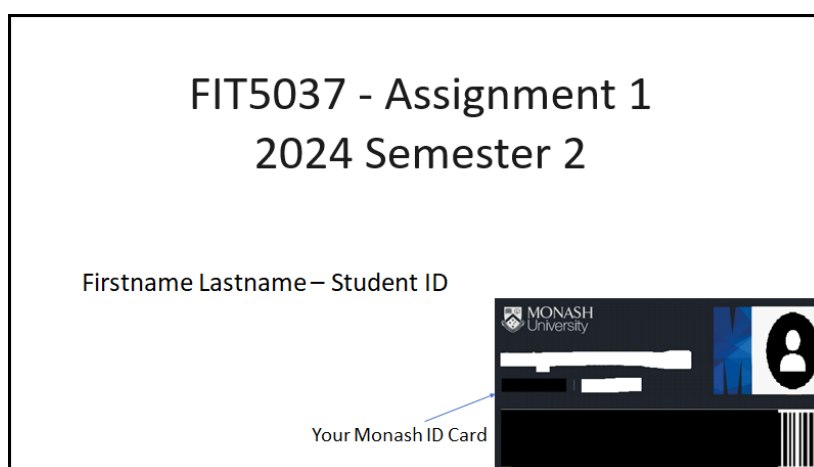 FIT5037 - Assignment 1
2024 Semester 2
Firstname Lastname – Student ID
MONASH
University
Your Monash ID Card